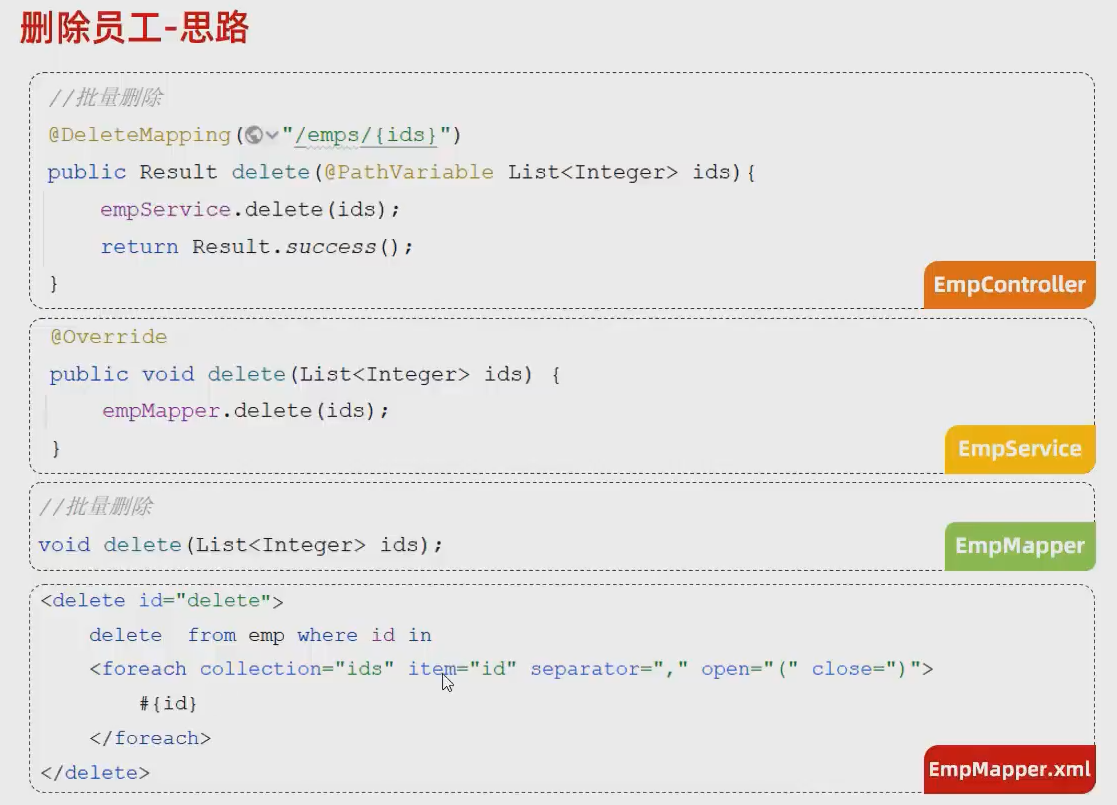 删除员工-思路
//批量删除
@DeleteMapping("/emps/{ids}")
public Result delete(@PathVariable List<Integer> ids){
empService.delete(ids);
return Result.success();
}
EmpController
@Override
public void delete(List<Integer> ids) {
empMapper.delete(ids);
}
EmpService
//批量删除
void delete(List<Integer> ids);
EmpMapper
<delete id="delete">
delete  from emp where id in
<foreach collection="ids" item="id" separator="," open="(" close=")">
#{id}
</foreach>
</delete>
EmpMapper.xml